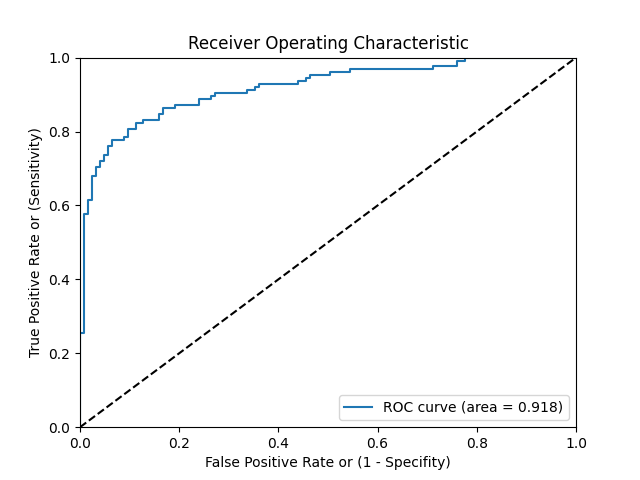 Receiver Operating Characteristic
1.0
0.8
0.6
0.4
0.2
0.0
True Positive Rate or (Sensitivity)
ROC curve (area = 0.918)
0.0 0.2 0.4 0.6 0.8 1.0
False Positive Rate or (1 - Specifity)